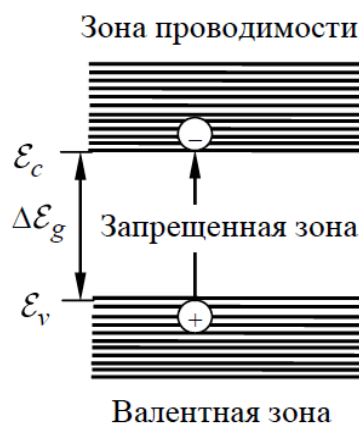 Зона проводимости
−
ℰc
Δℰg
Запрещенная зона
ℰv
+
Валентная зона